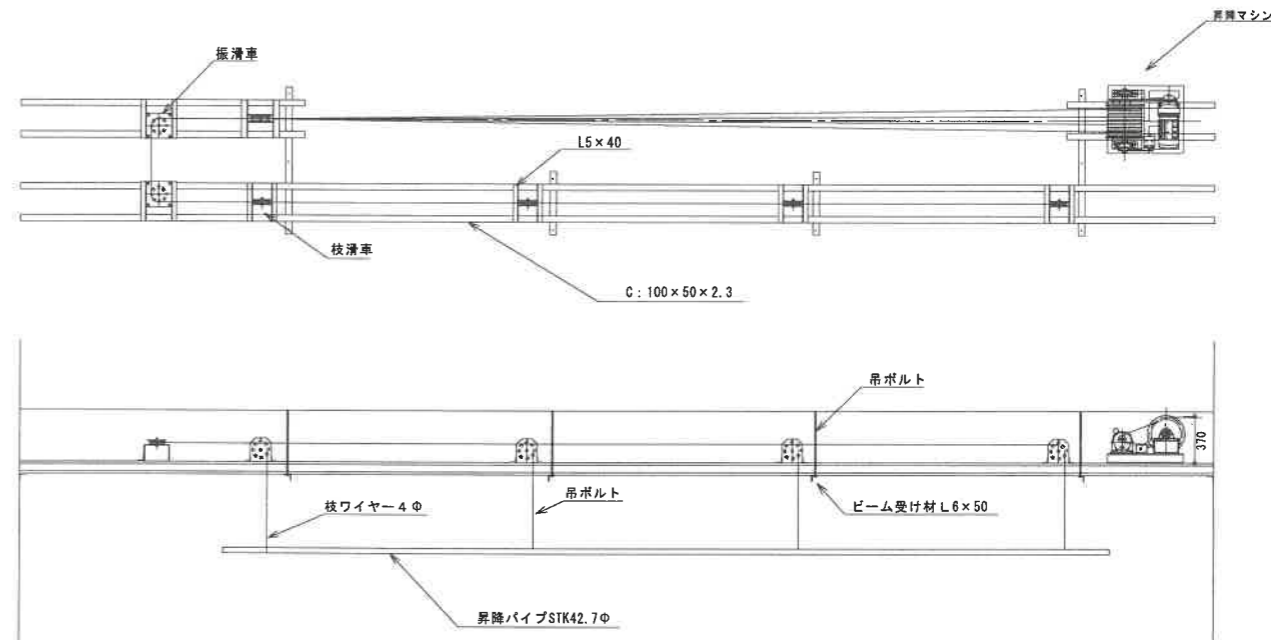 昇降マシン
振滑車
L5×40
枝滑車
C:100×50×2.3
吊ボルト
370
枝ワイヤー4Φ
吊ボルト
ビーム受け材L6×50
昇降パイプSTK42.7Φ